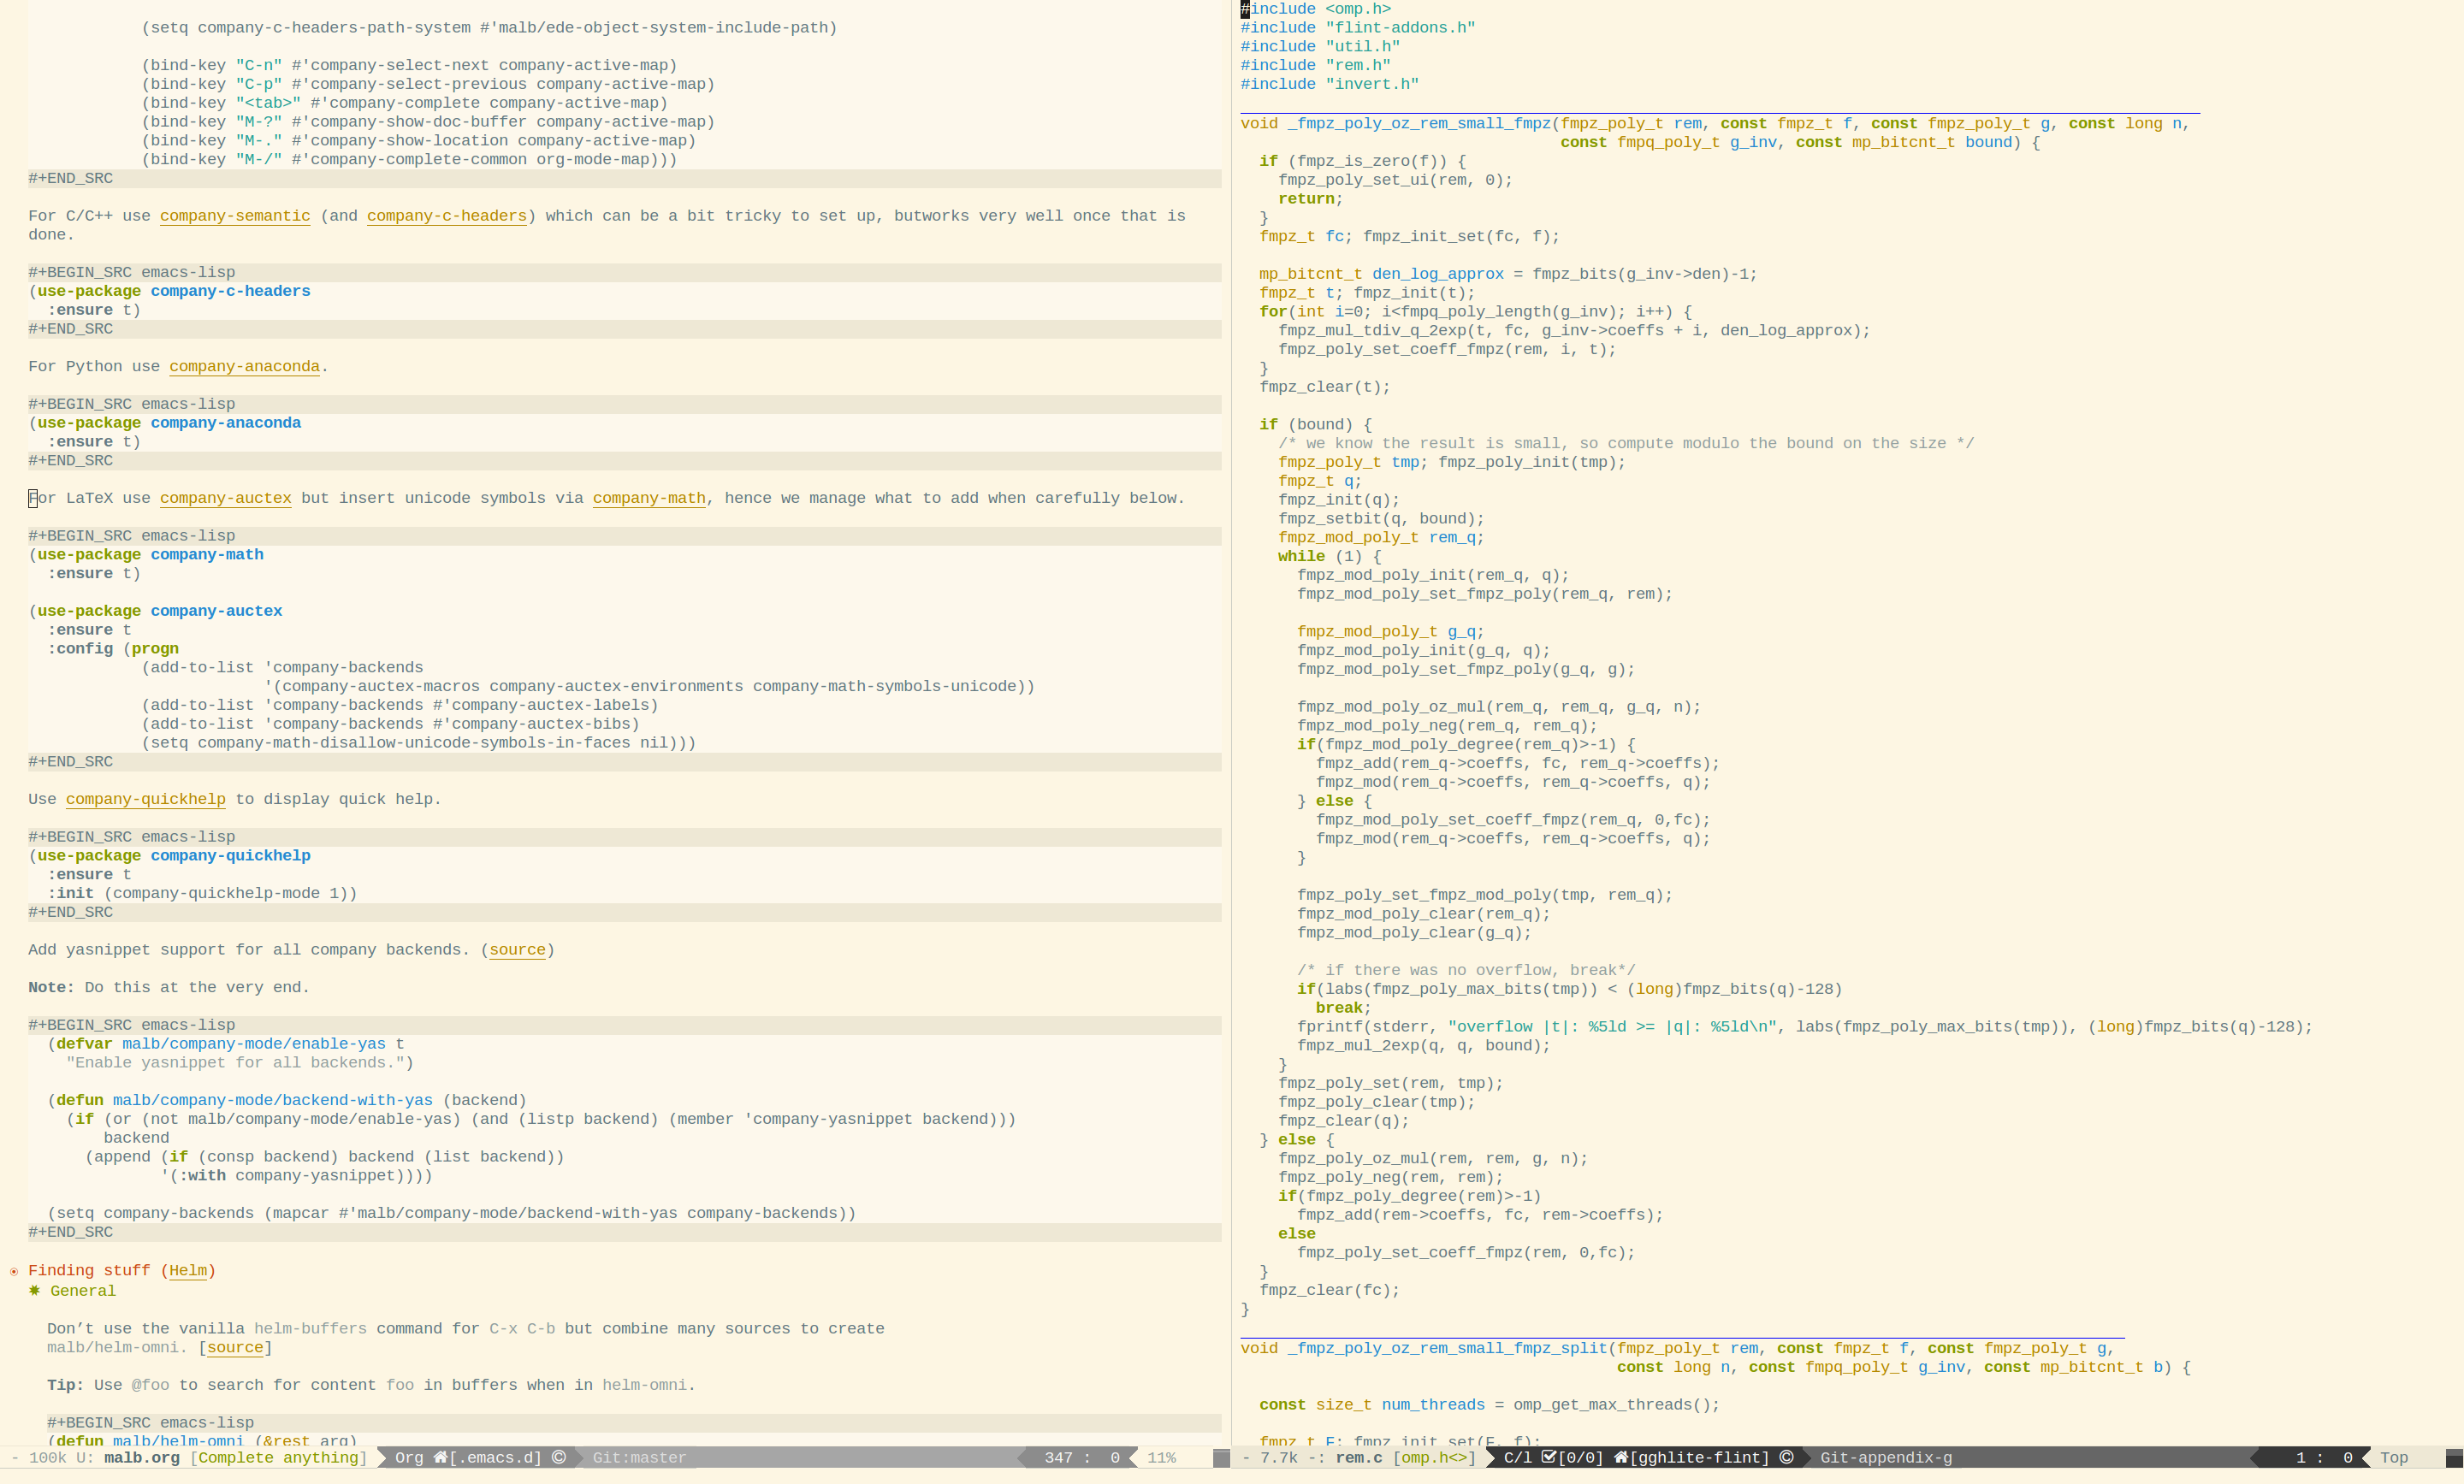 (setq company-c-headers-path-system #'malb/ede-object-system-include-path)
(bind-key "C-n" #'company-select-next company-active-map)
(bind-key "C-p" #'company-select-previous company-active-map)
(bind-key "<tab>" #'company-complete company-active-map)
(bind-key "M-?" #'company-show-doc-buffer company-active-map)
(bind-key "M-." #'company-show-location company-active-map)
(bind-key "M-/" #'company-complete-common org-mode-map)))
#+END_SRC
For C/C++ use company-semantic (and company-c-headers) which can be a bit tricky to set up, butworks very well once that is
done.
#+BEGIN_SRC emacs-lisp
(use-package company-c-headers
:ensure t)
#+END_SRC
For Python use company-anaconda.
#+BEGIN_SRC emacs-lisp
(use-package company-anaconda
:ensure t)
#+END_SRC
For LaTeX use company-auctex but insert unicode symbols via company-math, hence we manage what to add when carefully below.
#+BEGIN_SRC emacs-lisp
(use-package company-math
:ensure t)
(use-package company-auctex
:ensure t
:config (progn
(add-to-list 'company-backends
'(company-auctex-macros company-auctex-environments company-math-symbols-unicode))
(add-to-list 'company-backends #'company-auctex-labels)
(add-to-list 'company-backends #'company-auctex-bibs)
(setq company-math-disallow-unicode-symbols-in-faces nil)))
#+END_SRC
Use company-quickhelp to display quick help.
#+BEGIN_SRC emacs-lisp
(use-package company-quickhelp
:ensure t
:init (company-quickhelp-mode 1))
#+END_SRC
Add yasnippet support for all company backends. (source)
Note: Do this at the very end.
#+BEGIN_SRC emacs-lisp
(defvar malb/company-mode/enable-yas t
"Enable yasnippet for all backends.")
(defun malb/company-mode/backend-with-yas (backend)
(if (or (not malb/company-mode/enable-yas) (and (listp backend) (member 'company-yasnippet backend)))
backend
(append (if (consp backend) backend (list backend))
'(:with company-yasnippet))))
(setq company-backends (mapcar #'malb/company-mode/backend-with-yas company-backends))
#+END_SRC
Finding stuff (Helm)
General
Don’t use the vanilla helm-buffers command for C-x C-b but combine many sources to create
malb/helm-omni. [source]
Tip: Use @foo to search for content foo in buffers when in helm-omni.
#+BEGIN_SRC emacs-lisp
(defun malb/helm-omni (&rest arg)
- 100k U: malb.org [Complete anything] Org [.emacs.d] © Git:master 347 : 0 11%
#include <omp.h>
#include "flint-addons.h"
#include "util.h"
#include "rem.h"
#include "invert.h"
void _fmpz_poly_oz_rem_small_fmpz(fmpz_poly_t rem, const fmpz_t f, const fmpz_poly_t g, const long n,
const fmpq_poly_t g_inv, const mp_bitcnt_t bound) {
if (fmpz_is_zero(f)) {
fmpz_poly_set_ui(rem, 0);
return;
}
fmpz_t fc; fmpz_init_set(fc, f);
mp_bitcnt_t den_log_approx = fmpz_bits(g_inv->den)-1;
fmpz_t t; fmpz_init(t);
for(int i=0; i<fmpq_poly_length(g_inv); i++) {
fmpz_mul_tdiv_q_2exp(t, fc, g_inv->coeffs + i, den_log_approx);
fmpz_poly_set_coeff_fmpz(rem, i, t);
}
fmpz_clear(t);
if (bound) {
/* we know the result is small, so compute modulo the bound on the size */
fmpz_poly_t tmp; fmpz_poly_init(tmp);
fmpz_t q;
fmpz_init(q);
fmpz_setbit(q, bound);
fmpz_mod_poly_t rem_q;
while (1) {
fmpz_mod_poly_init(rem_q, q);
fmpz_mod_poly_set_fmpz_poly(rem_q, rem);
fmpz_mod_poly_t g_q;
fmpz_mod_poly_init(g_q, q);
fmpz_mod_poly_set_fmpz_poly(g_q, g);
fmpz_mod_poly_oz_mul(rem_q, rem_q, g_q, n);
fmpz_mod_poly_neg(rem_q, rem_q);
if(fmpz_mod_poly_degree(rem_q)>-1) {
fmpz_add(rem_q->coeffs, fc, rem_q->coeffs);
fmpz_mod(rem_q->coeffs, rem_q->coeffs, q);
} else {
fmpz_mod_poly_set_coeff_fmpz(rem_q, 0,fc);
fmpz_mod(rem_q->coeffs, rem_q->coeffs, q);
}
fmpz_poly_set_fmpz_mod_poly(tmp, rem_q);
fmpz_mod_poly_clear(rem_q);
fmpz_mod_poly_clear(g_q);
/* if there was no overflow, break*/
if(labs(fmpz_poly_max_bits(tmp)) < (long)fmpz_bits(q)-128)
break;
fprintf(stderr, "overflow |t|: %5ld >= |q|: %5ld\n", labs(fmpz_poly_max_bits(tmp)), (long)fmpz_bits(q)-128);
fmpz_mul_2exp(q, q, bound);
}
fmpz_poly_set(rem, tmp);
fmpz_poly_clear(tmp);
fmpz_clear(q);
} else {
fmpz_poly_oz_mul(rem, rem, g, n);
fmpz_poly_neg(rem, rem);
if(fmpz_poly_degree(rem)>-1)
fmpz_add(rem->coeffs, fc, rem->coeffs);
else
fmpz_poly_set_coeff_fmpz(rem, 0,fc);
}
fmpz_clear(fc);
}
void _fmpz_poly_oz_rem_small_fmpz_split(fmpz_poly_t rem, const fmpz_t f, const fmpz_poly_t g,
const long n, const fmpq_poly_t g_inv, const mp_bitcnt_t b) {
const size_t num_threads = omp_get_max_threads();
fmpz_t F; fmpz_init_set(F, f);
- 7.7k -: rem.c [omp.h<>] C/l [0/0] [gghlite-flint] © Git-appendix-g 1 : 0 Top